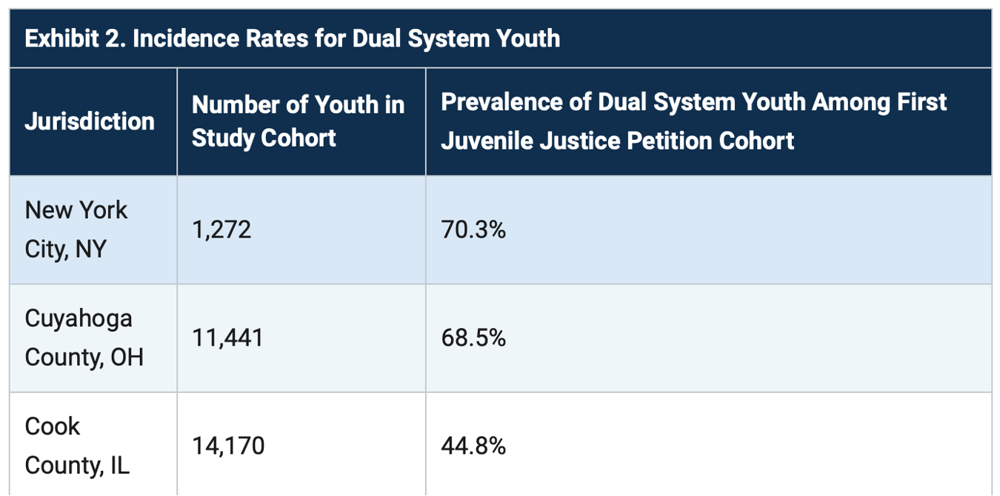 Exhibit 2. Incidence Rates for Dual System Youth
Jurisdiction
Number of Youth in
Study Cohort
Prevalence of Dual System Youth Among First
Juvenile Justice Petition Cohort
New York
City, NY
1,272
70.3%
Cuyahoga
County, OH
11,441
68.5%
Cook
County, IL
14,170
44.8%